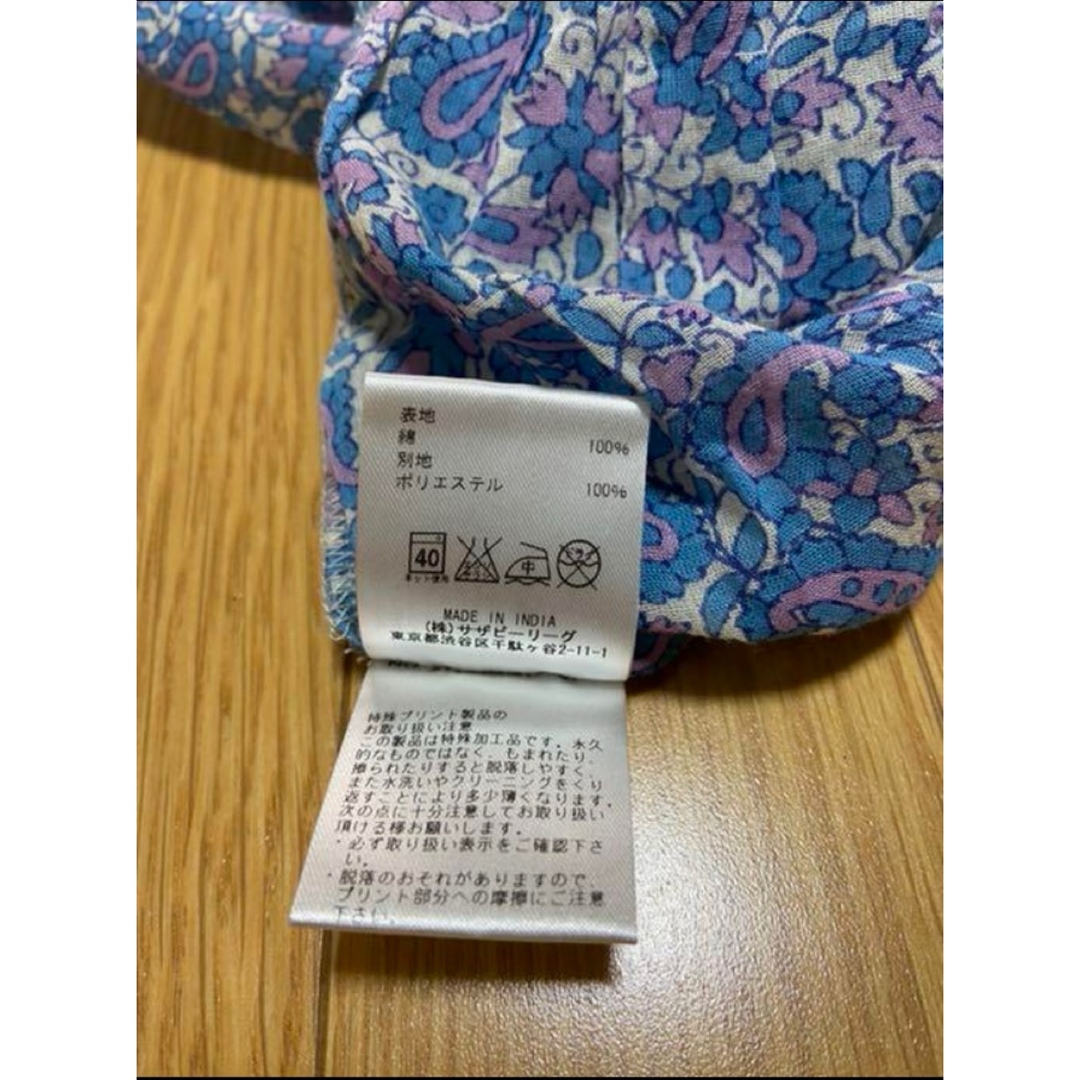 表地
綿 100%
別地
ポリエステル 100%
40
ネット使用
中
ドライ
MADE IN INDIA
(株)サザビーリーグ
東京都渋谷区千駄ヶ谷2-11-1
特殊プリント製品の
お取り扱い注意
この製品は特殊加工品です。永久
的なものではなく、もまれたり、
擦られたりすると脱落しやすく、
また水洗いやクリーニングをくり
返すことにより多少薄くなります。
次の点に十分注意してお取り扱い
頂ける様お願いします。
・必ず取り扱い表示をご確認下さ
い。
・脱落のおそれがありますので、
プリント部分への摩擦にご注意
下さい。